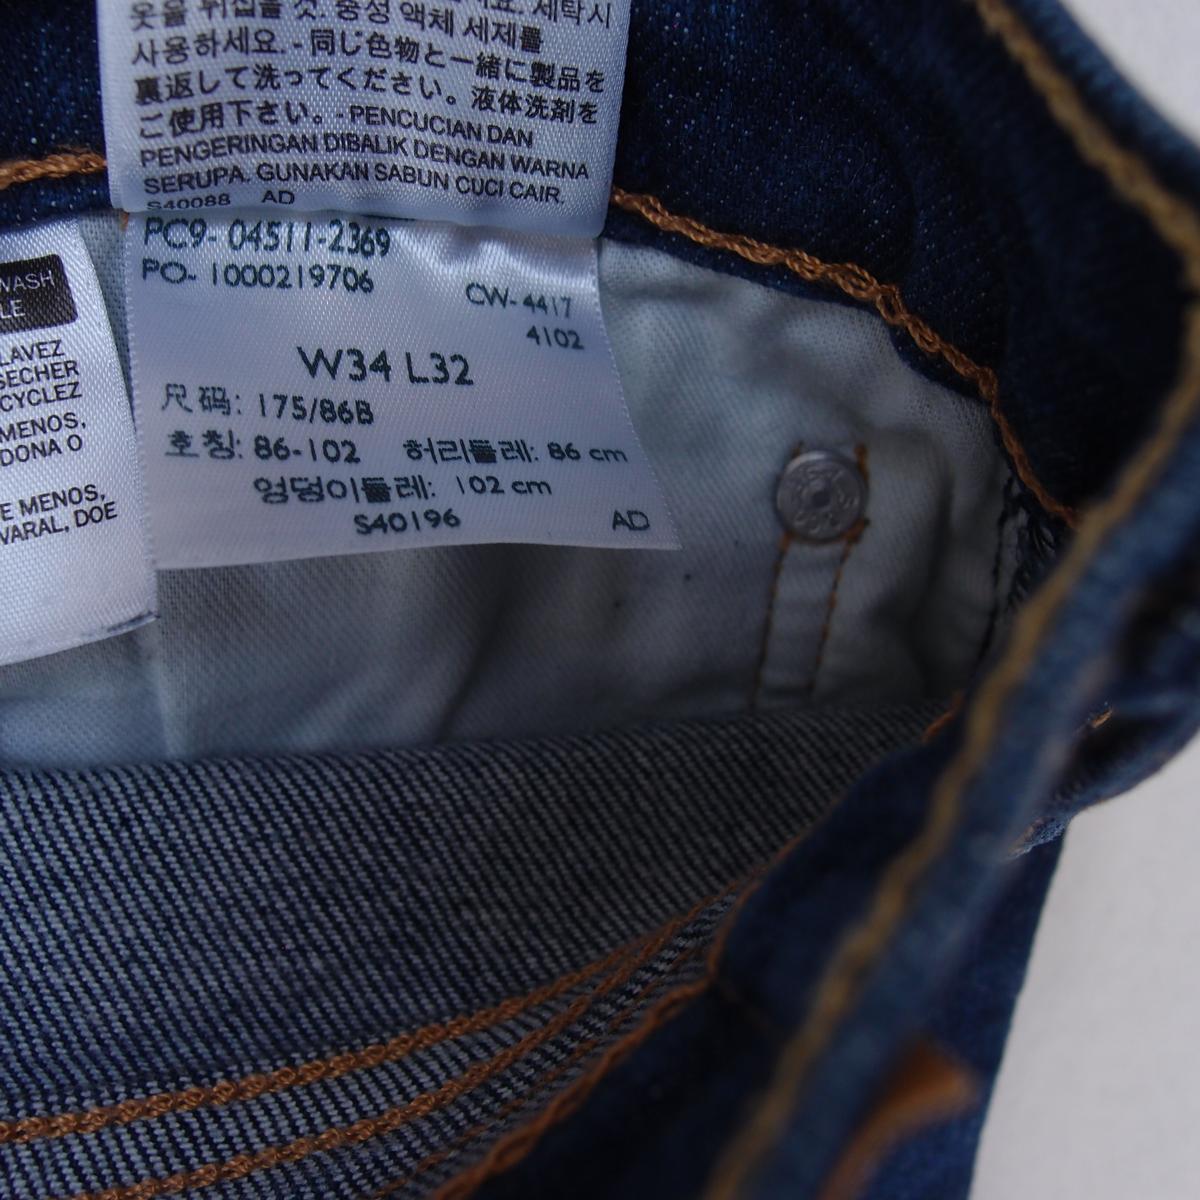 옷을 뒤집을 것. 중성 액체 세제를
사용하세요. - 同じ色物と一緒に製品を
裏返して洗ってください。液体洗剤を
ご使用下さい。- PENCUCIAN DAN
PENGERINGAN DIBALIK DENGAN WARNA
SERUPA. GUNAKAN SABUN CUCI CAIR.
S40088 AD
PC9- 04511-2369
PO- 1000219706
CW- 4417
4102
W34 L32
尺码: 175/86B
호칭: 86-102 허리둘레: 86 cm
엉덩이둘레: 102 cm
S40196 AD
WASH
LE
LAVEZ
SECHER
CYCLEZ
MENOS,
DONA O
E MENOS,
VARAL, DOE